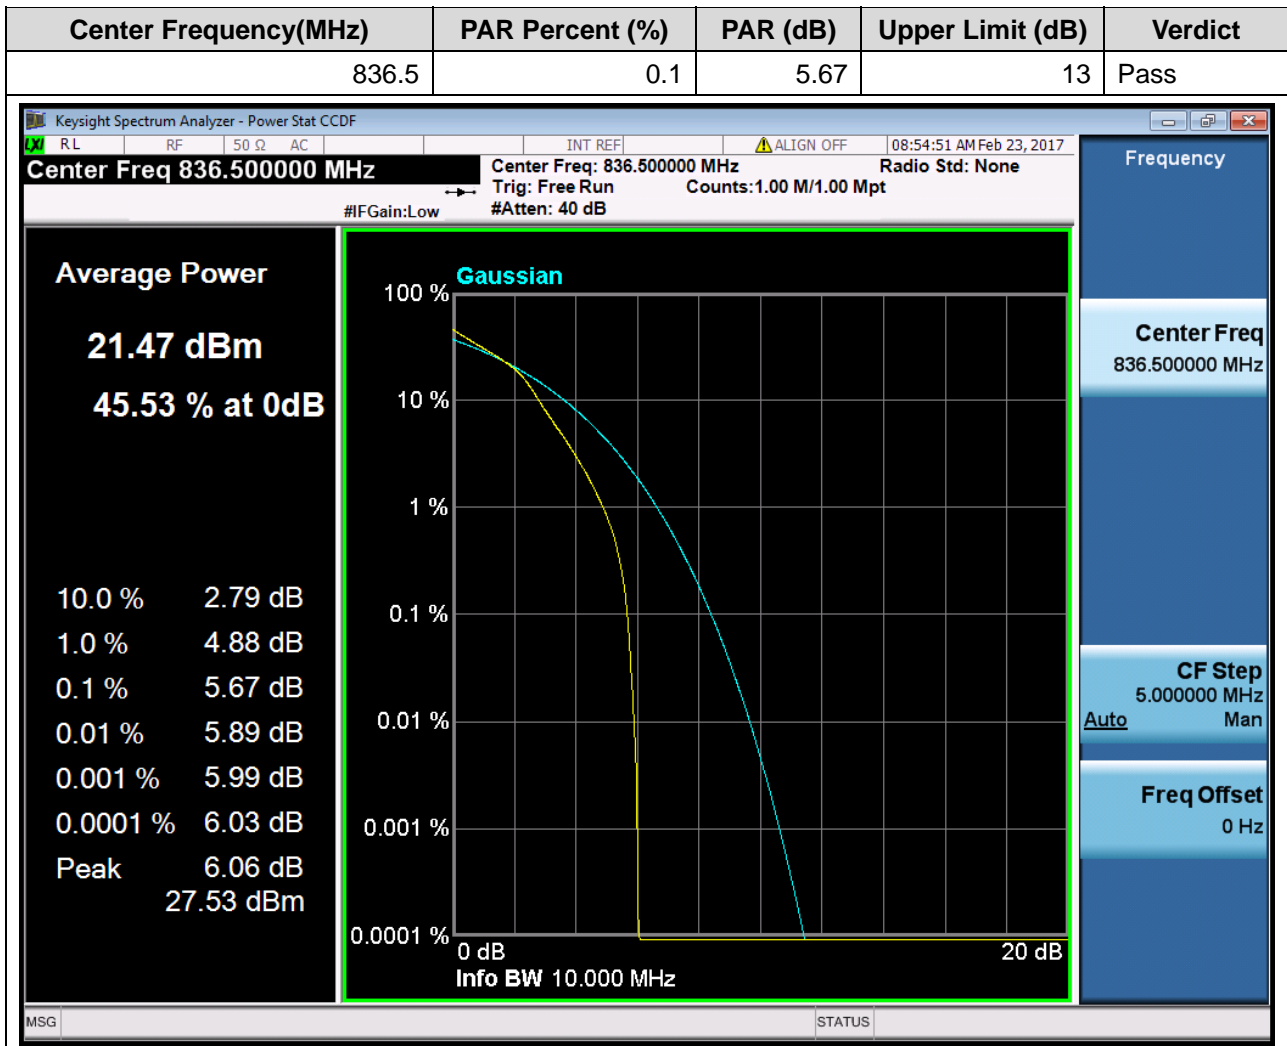 Center Frequency(MHz) PAR Percent (%) PAR (dB) Upper Limit (dB) Verdict
836.5 0.1 5.67 13 Pass
Keysight Spectrum Analyzer - Power Stat CCDF
LXI RL RF 50 Ω AC INT REF ALIGN OFF 08:54:51 AM Feb 23, 2017
Center Freq 836.500000 MHz
#IFGain:Low
Center Freq: 836.500000 MHz Radio Std: None
Trig: Free Run Counts:1.00 M/1.00 Mpt
#Atten: 40 dB
Average Power
21.47 dBm
45.53 % at 0dB
10.0 % 2.79 dB
1.0 % 4.88 dB
0.1 % 5.67 dB
0.01 % 5.89 dB
0.001 % 5.99 dB
0.0001 % 6.03 dB
Peak 6.06 dB
27.53 dBm
Gaussian
100 %
10 %
1 %
0.1 %
0.01 %
0.001 %
0.0001 %
0 dB 20 dB
Info BW 10.000 MHz
Frequency
Center Freq
836.500000 MHz
CF Step
5.000000 MHz
Auto Man
Freq Offset
0 Hz
MSG STATUS